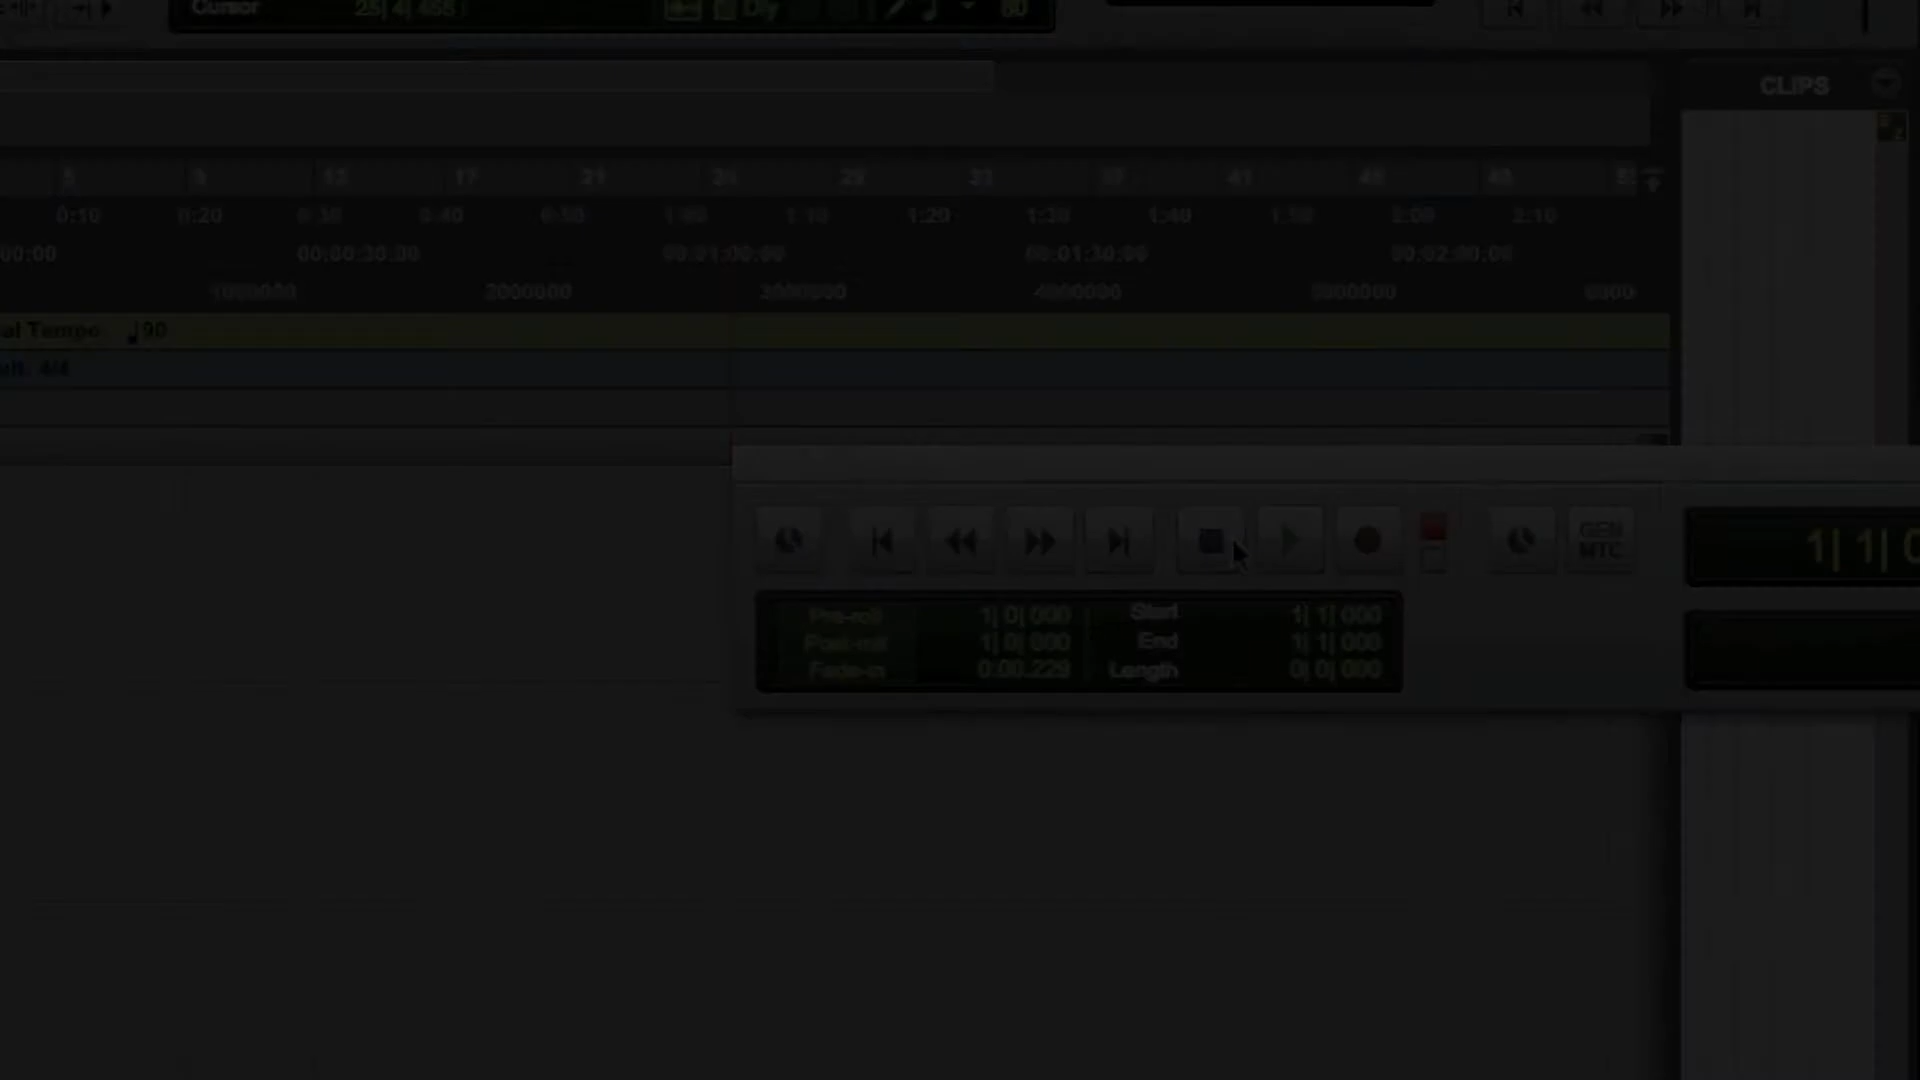 Cursor 25| 4| 455 Dly 80
CLIPS
5 9 13 17 21 25 29 33 37 41 45 49
0:10 0:20 0:30 0:40 0:50 1:00 1:10 1:20 1:30 1:40 1:50 2:00 2:10
00:00 00:00:30:00 00:01:00:00 00:01:30:00 00:02:00:00
1000000 2000000 3000000 4000000 5000000
al Tempo: ♩90
ult: 4/4
GEN
MTC
1| 1| 0
Pre-roll 1| 0| 000 Start 1| 1| 000
Post-roll 1| 0| 000 End 1| 1| 000
Fade-in 0:00.229 Length 0| 0| 000